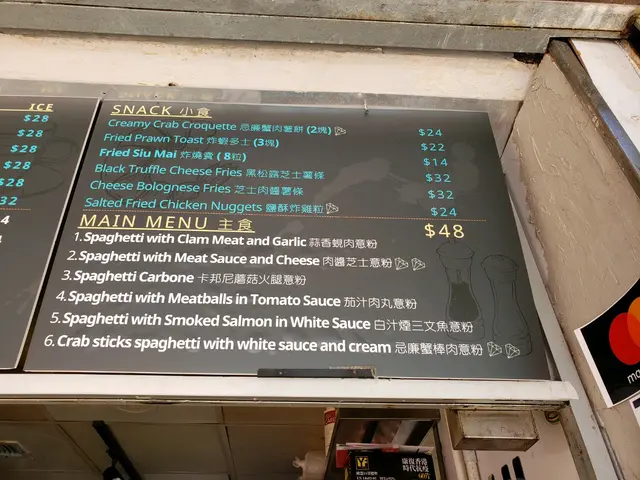 ICE
$28
$28
$28
$28
$28
SNACK 小食
Creamy Crab Croquette 忌廉蟹肉薯餅 (2塊) $24
Fried Prawn Toast 炸蝦多士 (3塊) $22
Fried Siu Mai 炸燒賣 ( 8粒) $14
Black Truffle Cheese Fries 黑松露芝士薯條 $32
Cheese Bolognese Fries 芝士肉醬薯條 $32
Salted Fried Chicken Nuggets 鹽酥炸雞粒 $24
MAIN MENU 主食 $48
1.Spaghetti with Clam Meat and Garlic 蒜香蜆肉意粉
2.Spaghetti with Meat Sauce and Cheese 肉醬芝士意粉
3.Spaghetti Carbone 卡邦尼蘑菇火腿意粉
4.Spaghetti with Meatballs in Tomato Sauce 茄汁肉丸意粉
5.Spaghetti with Smoked Salmon in White Sauce 白汁煙三文魚意粉
6.Crab sticks spaghetti with white sauce and cream 忌廉蟹棒肉意粉
康復香港
時代抗疫